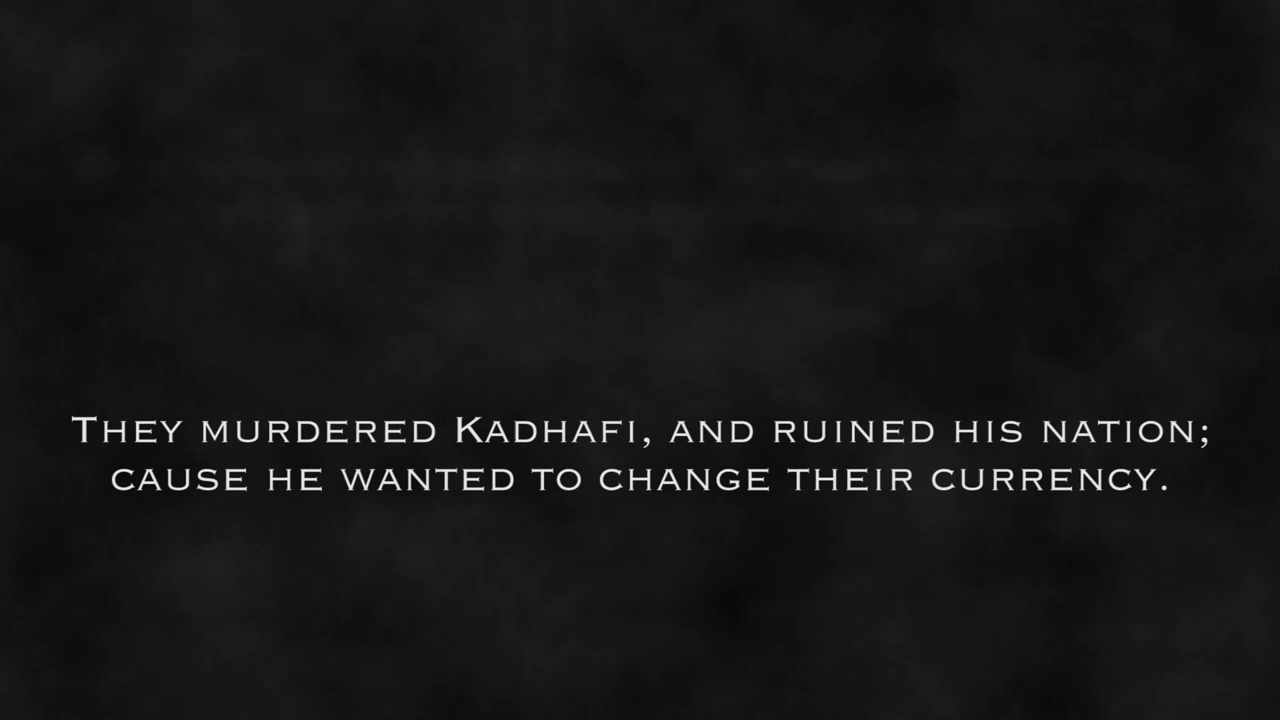 They murdered Kadhafi, and ruined his nation;
cause he wanted to change their currency.